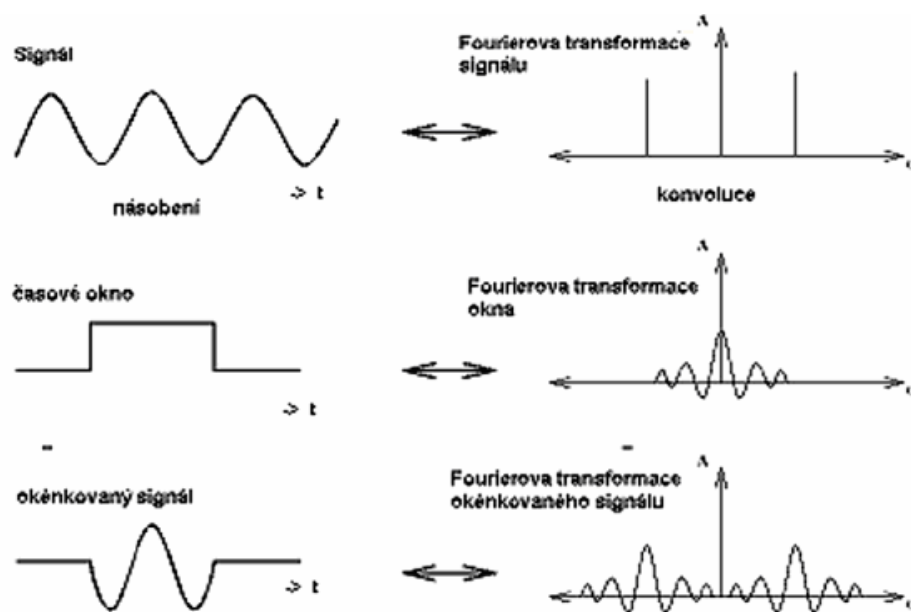 Signál
Fourierova transformace
signálu
A
-> t
násobení
konvoluce
časové okno
Fourierova transformace
okna
A
-> t
okénkovaný signál
Fourierova transformace
okénkovaného signálu
A
-> t